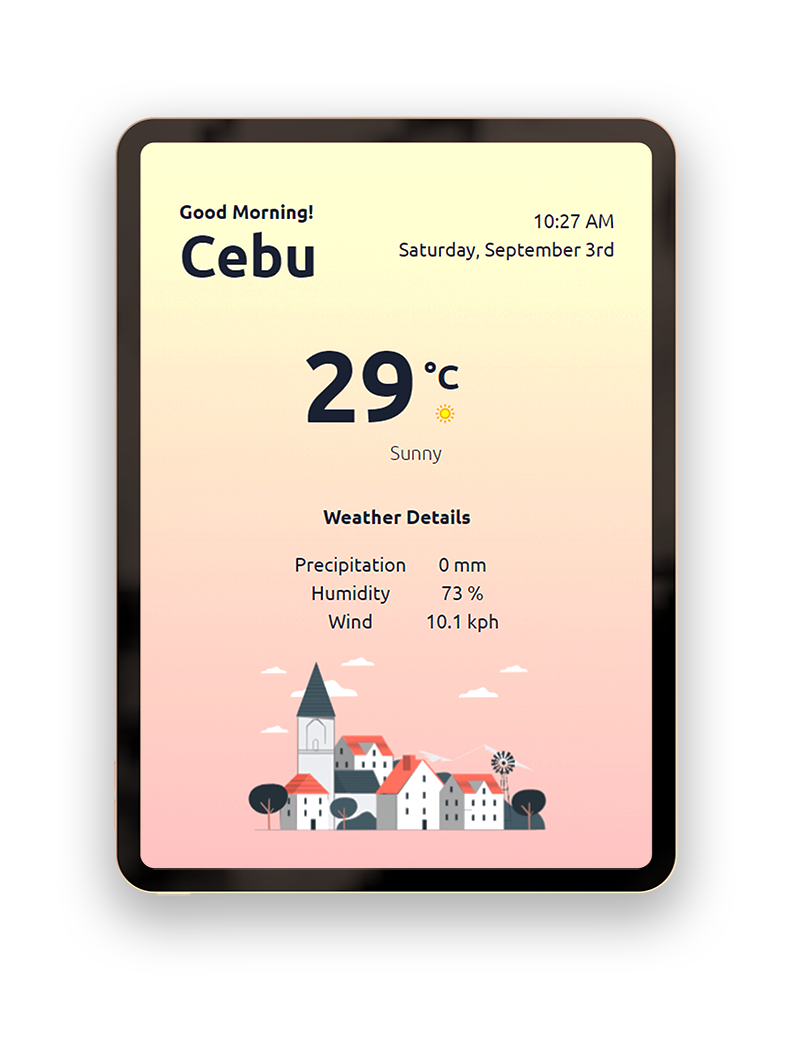 Good Morning!
Cebu
10:27 AM
Saturday, September 3rd
29 °C
Sunny
Weather Details
Precipitation 0 mm
Humidity 73 %
Wind 10.1 kph